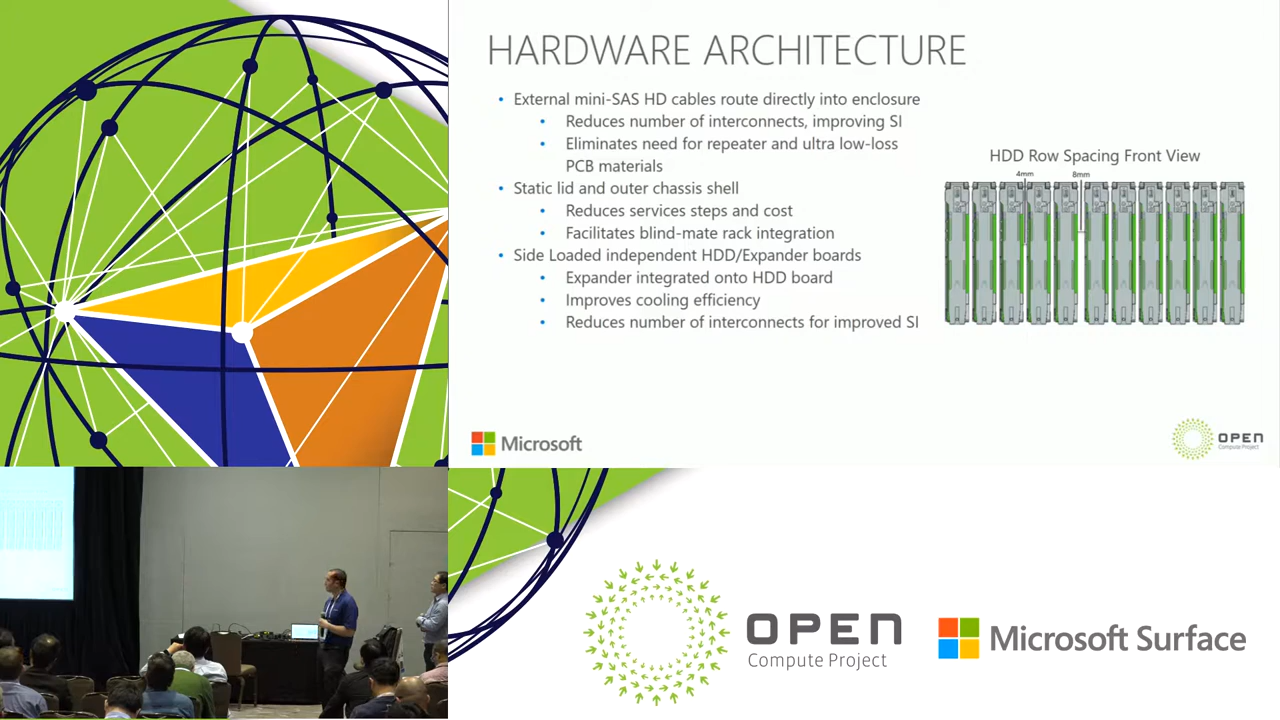 HARDWARE ARCHITECTURE
• External mini-SAS HD cables route directly into enclosure
• Reduces number of interconnects, improving SI
• Eliminates need for repeater and ultra low-loss
PCB materials
• Static lid and outer chassis shell
• Reduces services steps and cost
• Facilitates blind-mate rack integration
• Side Loaded independent HDD/Expander boards
• Expander integrated onto HDD board
• Improves cooling efficiency
• Reduces number of interconnects for improved SI
HDD Row Spacing Front View
4mm
8mm
Microsoft
OPEN
Compute Project
OPEN
Compute Project
Microsoft Surface